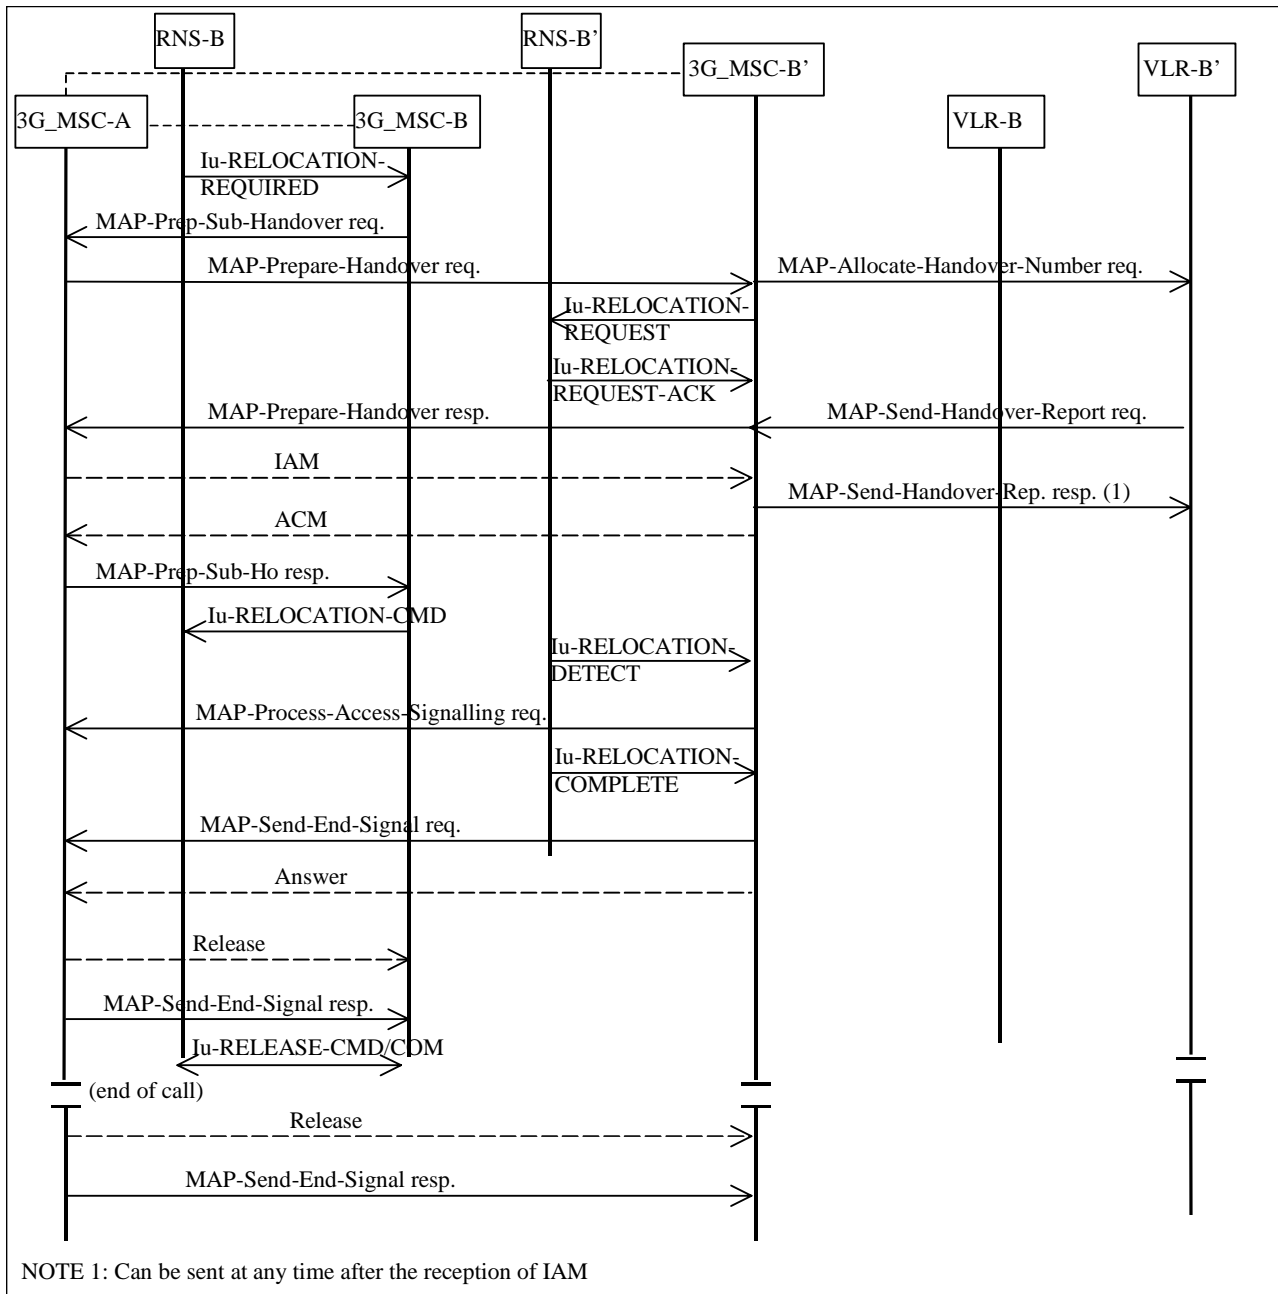 RNS-B
RNS-B’
3G_MSC-B’
VLR-B’
3G_MSC-A
3G_MSC-B
VLR-B
Iu-RELOCATION-
REQUIRED
MAP-Prep-Sub-Handover req.
MAP-Prepare-Handover req.
MAP-Allocate-Handover-Number req.
Iu-RELOCATION-
REQUEST
Iu-RELOCATION-
REQUEST-ACK
MAP-Prepare-Handover resp.
MAP-Send-Handover-Report req.
IAM
MAP-Send-Handover-Rep. resp. (1)
ACM
MAP-Prep-Sub-Ho resp.
Iu-RELOCATION-CMD
Iu-RELOCATION-
DETECT
MAP-Process-Access-Signalling req.
Iu-RELOCATION-
COMPLETE
MAP-Send-End-Signal req.
Answer
Release
MAP-Send-End-Signal resp.
Iu-RELEASE-CMD/COM
(end of call)
Release
MAP-Send-End-Signal resp.
NOTE 1: Can be sent at any time after the reception of IAM